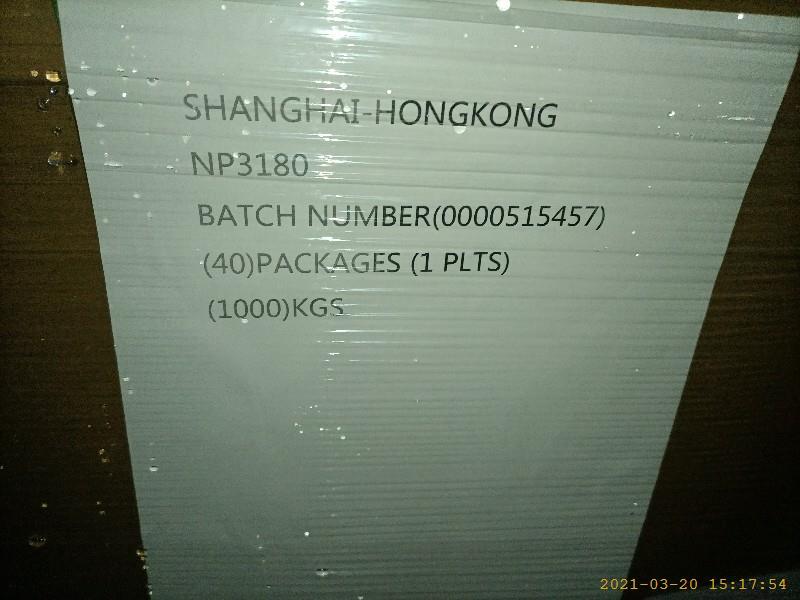 SHANGHAI-HONGKONG
NP3180
BATCH NUMBER(0000515457)
(40)PACKAGES (1 PLTS)
(1000)KGS
2021-03-20 15:17:54